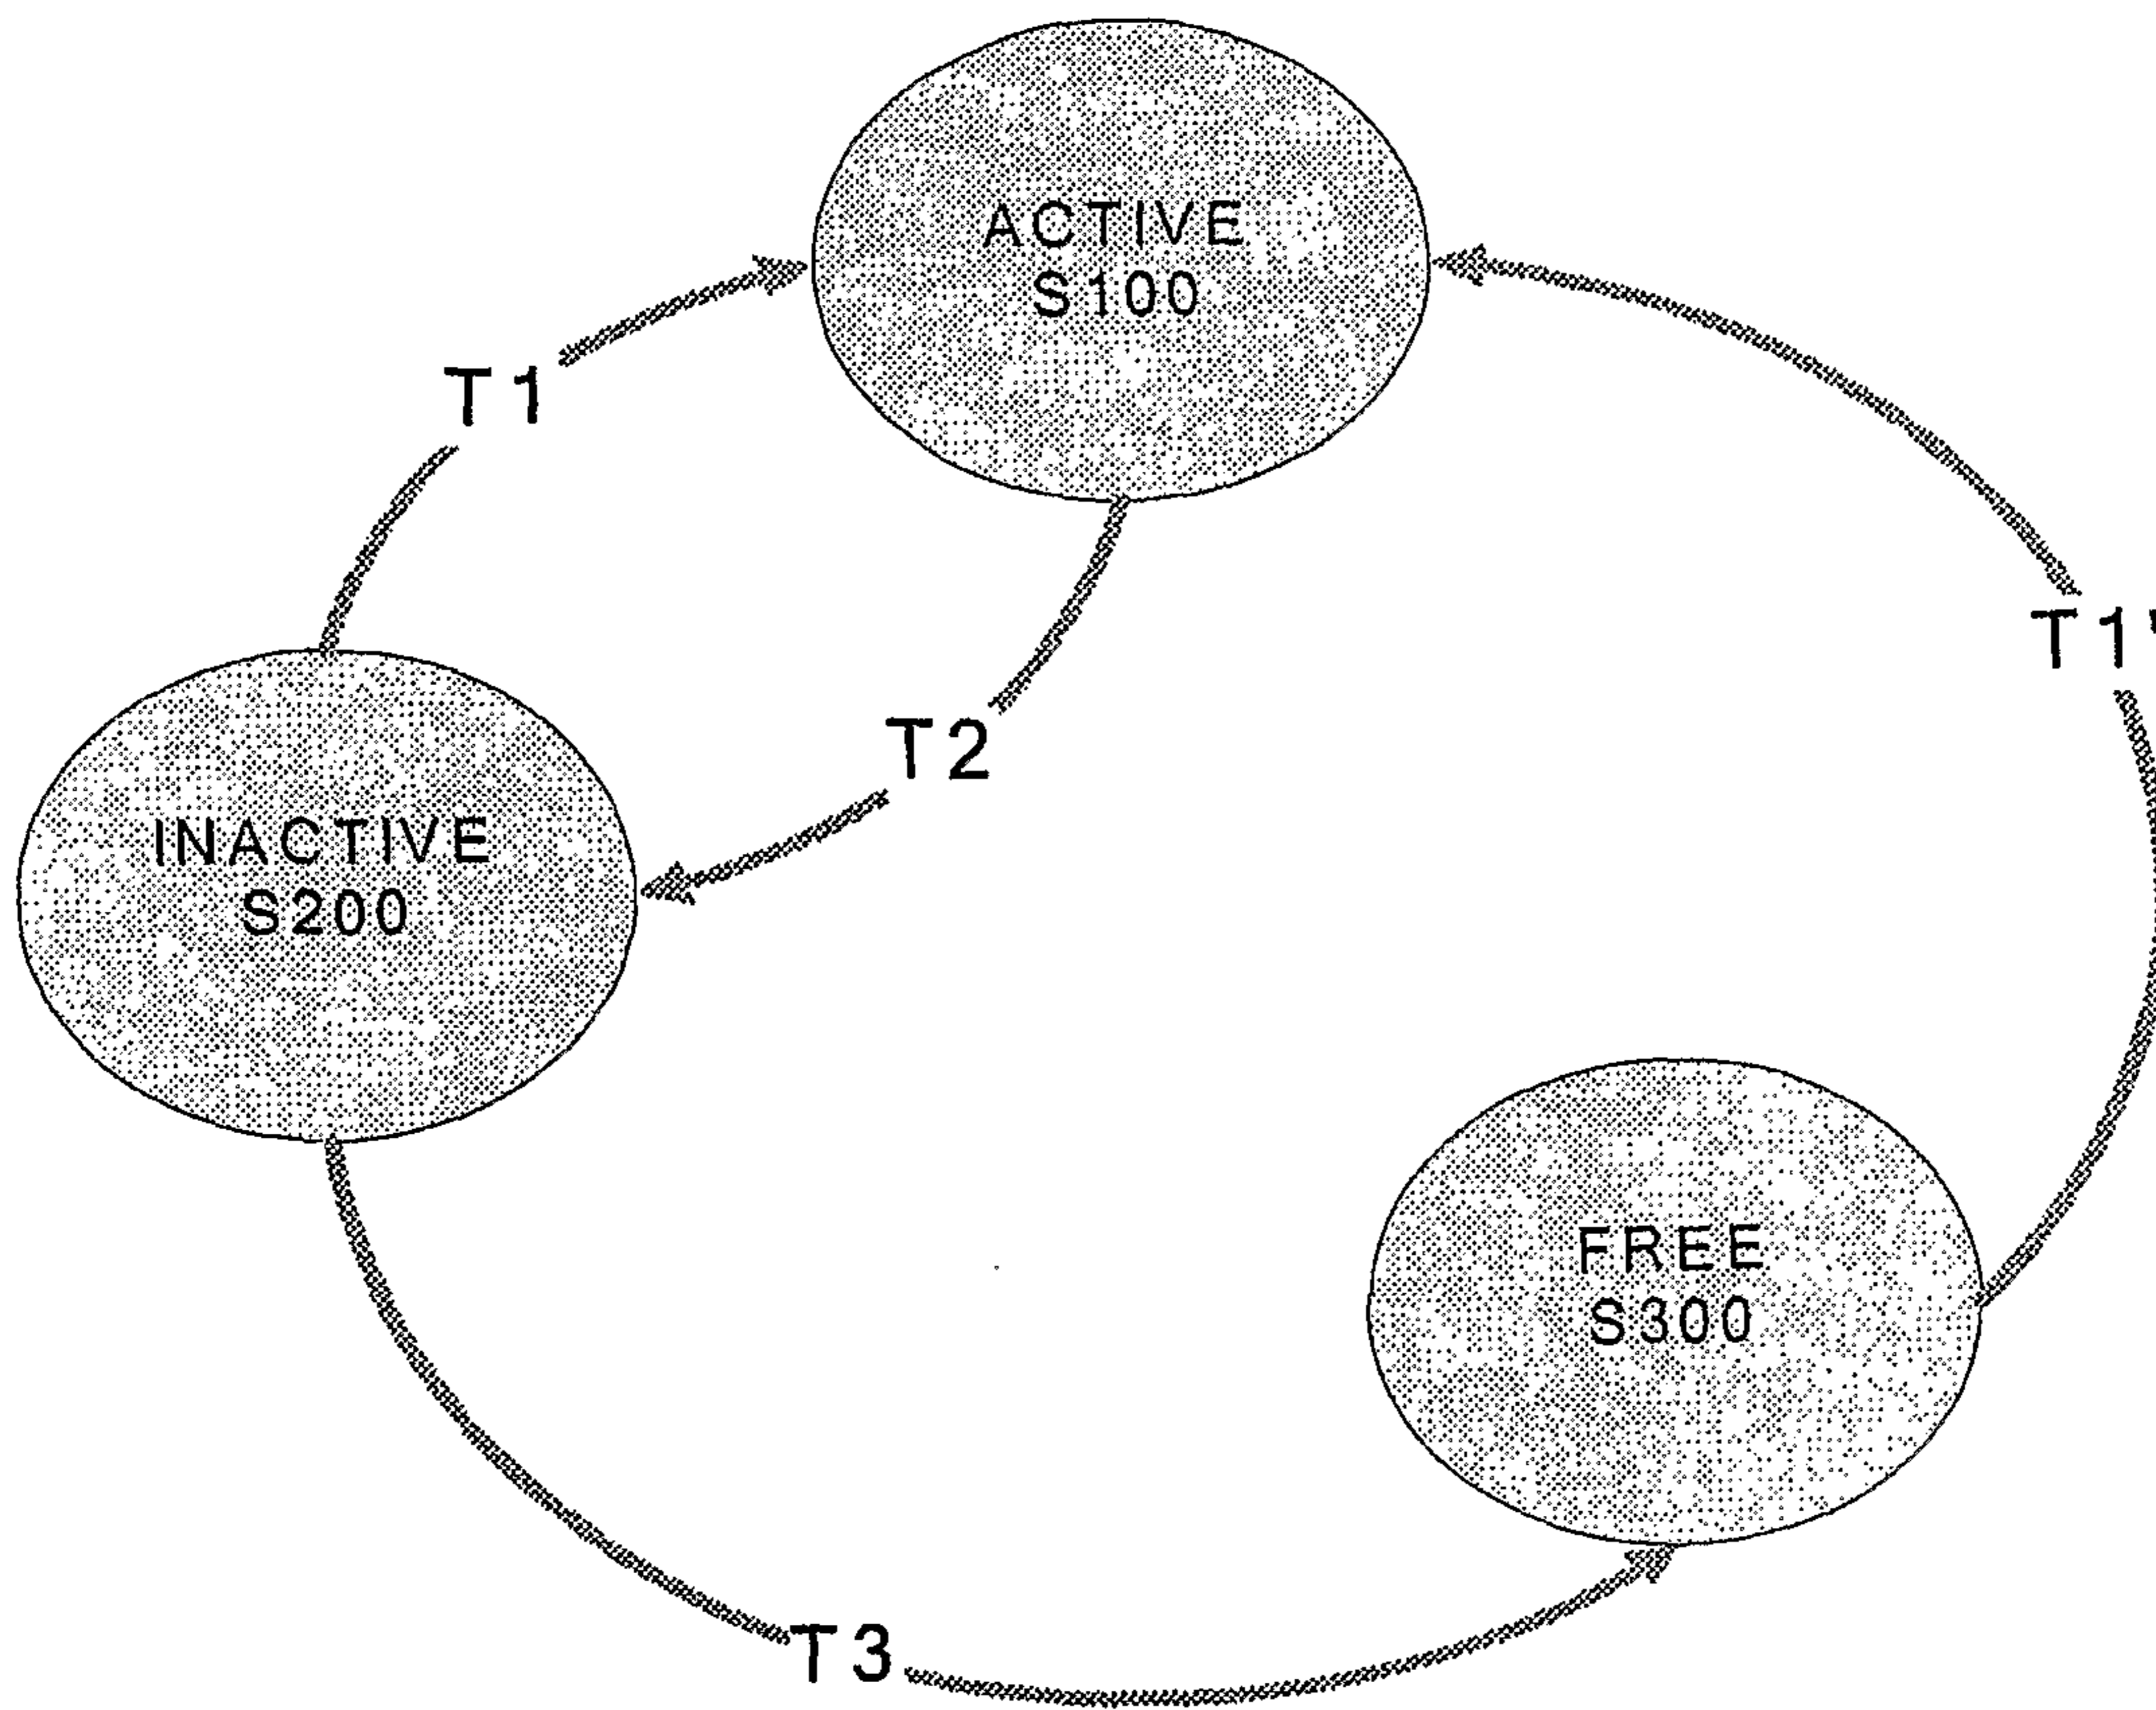 ACTIVE
S100
T1
T1'
T2
INACTIVE
S200
FREE
S300
T3